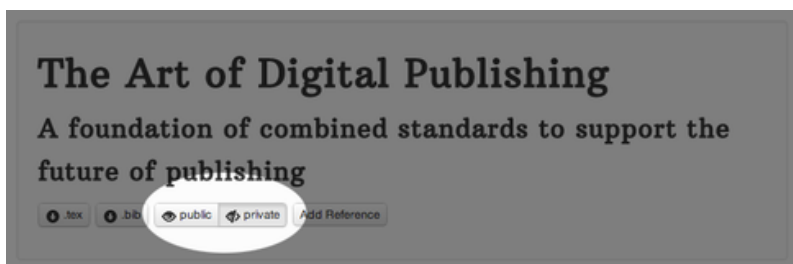 The Art of Digital Publishing
A foundation of combined standards to support the
future of publishing
.tex .bib public private Add Reference